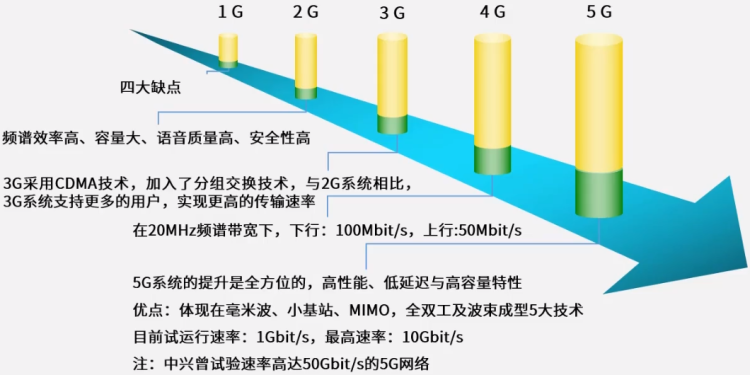 1 G 2 G 3 G 4 G 5 G
四大缺点
频谱效率高、容量大、语音质量高、安全性高
3G采用CDMA技术，加入了分组交换技术，与2G系统相比，
3G系统支持更多的用户，实现更高的传输速率
在20MHz频谱带宽下，下行：100Mbit/s，上行:50Mbit/s
5G系统的提升是全方位的，高性能、低延迟与高容量特性
优点：体现在毫米波、小基站、MIMO，全双工及波束成型5大技术
目前试运行速率：1Gbit/s，最高速率：10Gbit/s
注：中兴曾试验速率高达50Gbit/s的5G网络